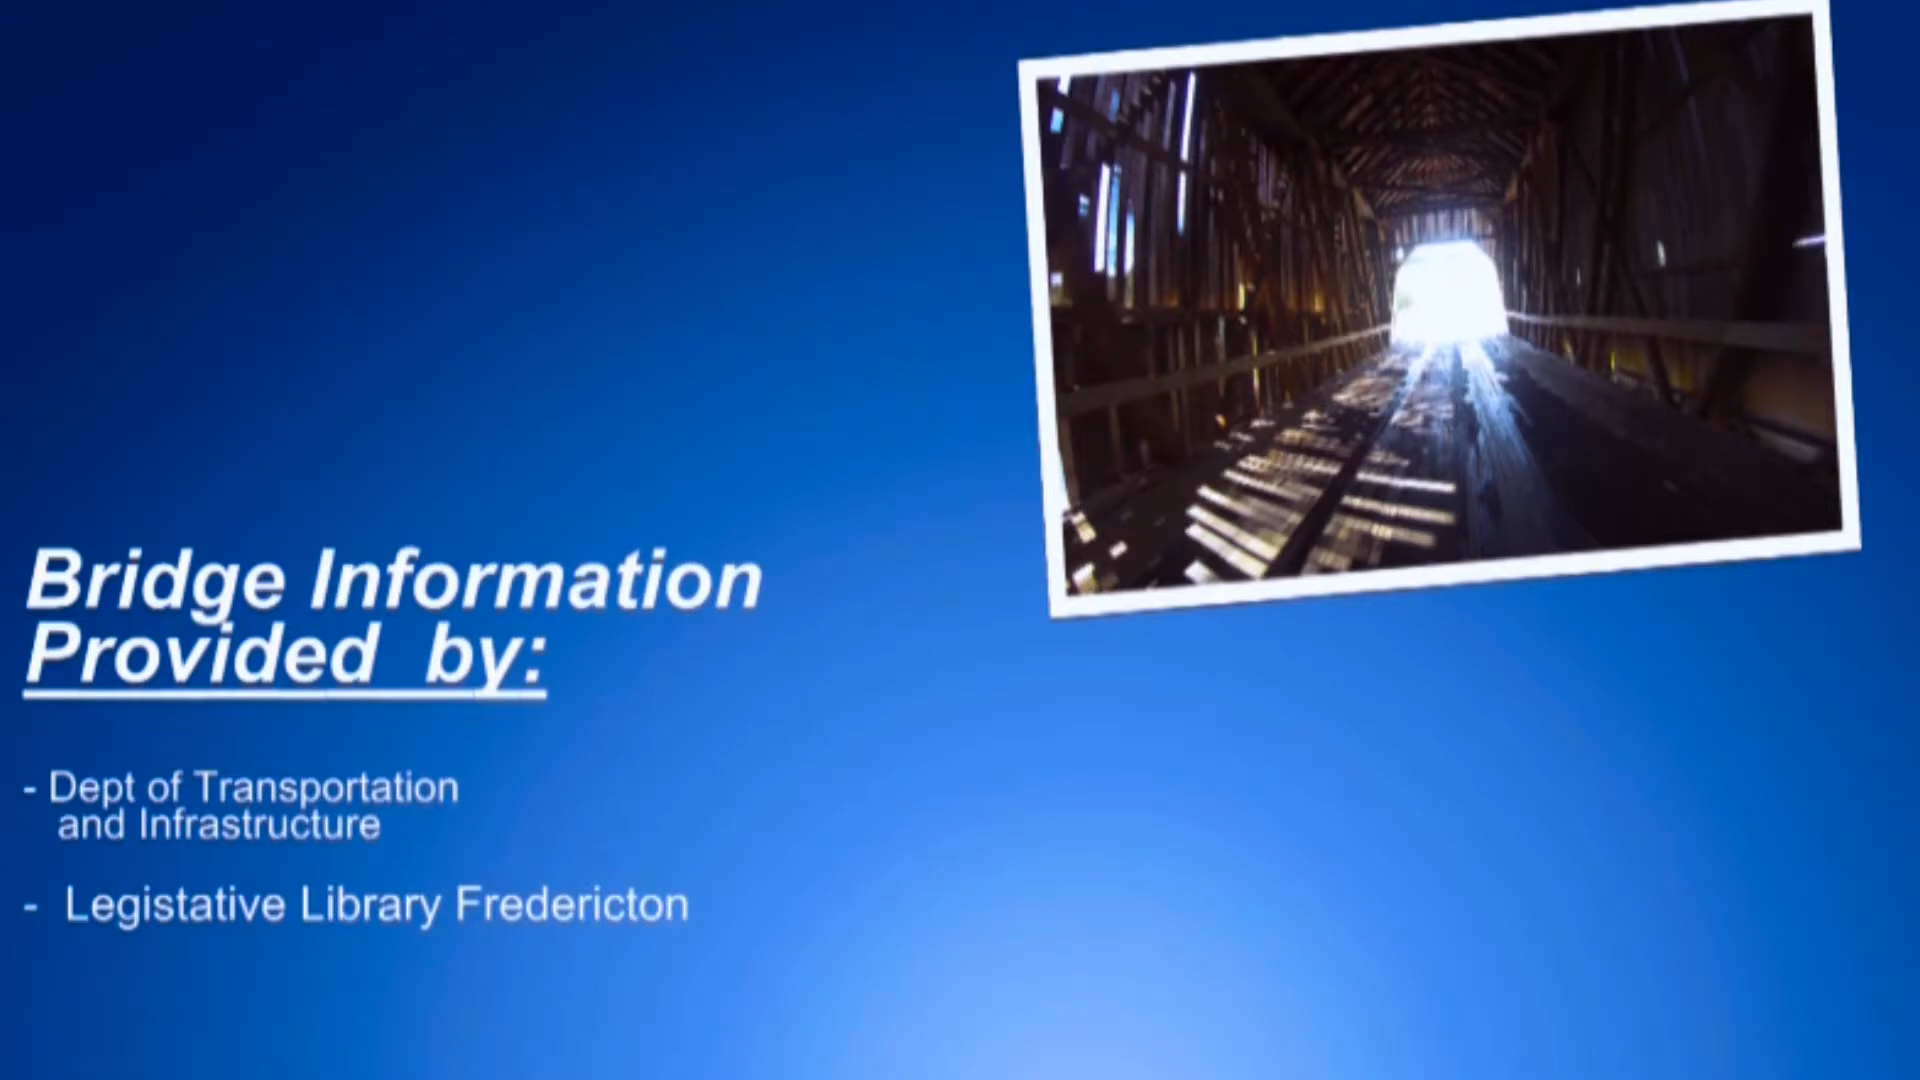 Bridge Information
Provided by:
- Dept of Transportation
and Infrastructure
- Legistative Library Fredericton